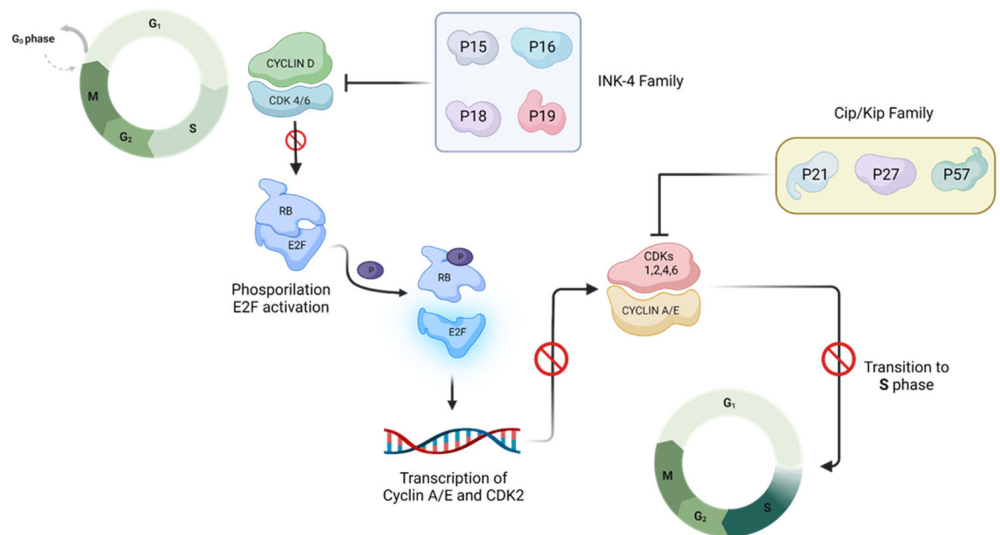 G₀ phase
G₁
M
G₂
S
CYCLIN D
CDK 4/6
P15
P16
P18
P19
INK-4 Family
Cip/Kip Family
P21
P27
P57
RB
E2F
Phosporilation
E2F activation
P
P
RB
E2F
CDKs
1,2,4,6
CYCLIN A/E
Transcription of
Cyclin A/E and CDK2
Transition to
S phase
G₁
M
G₂
S